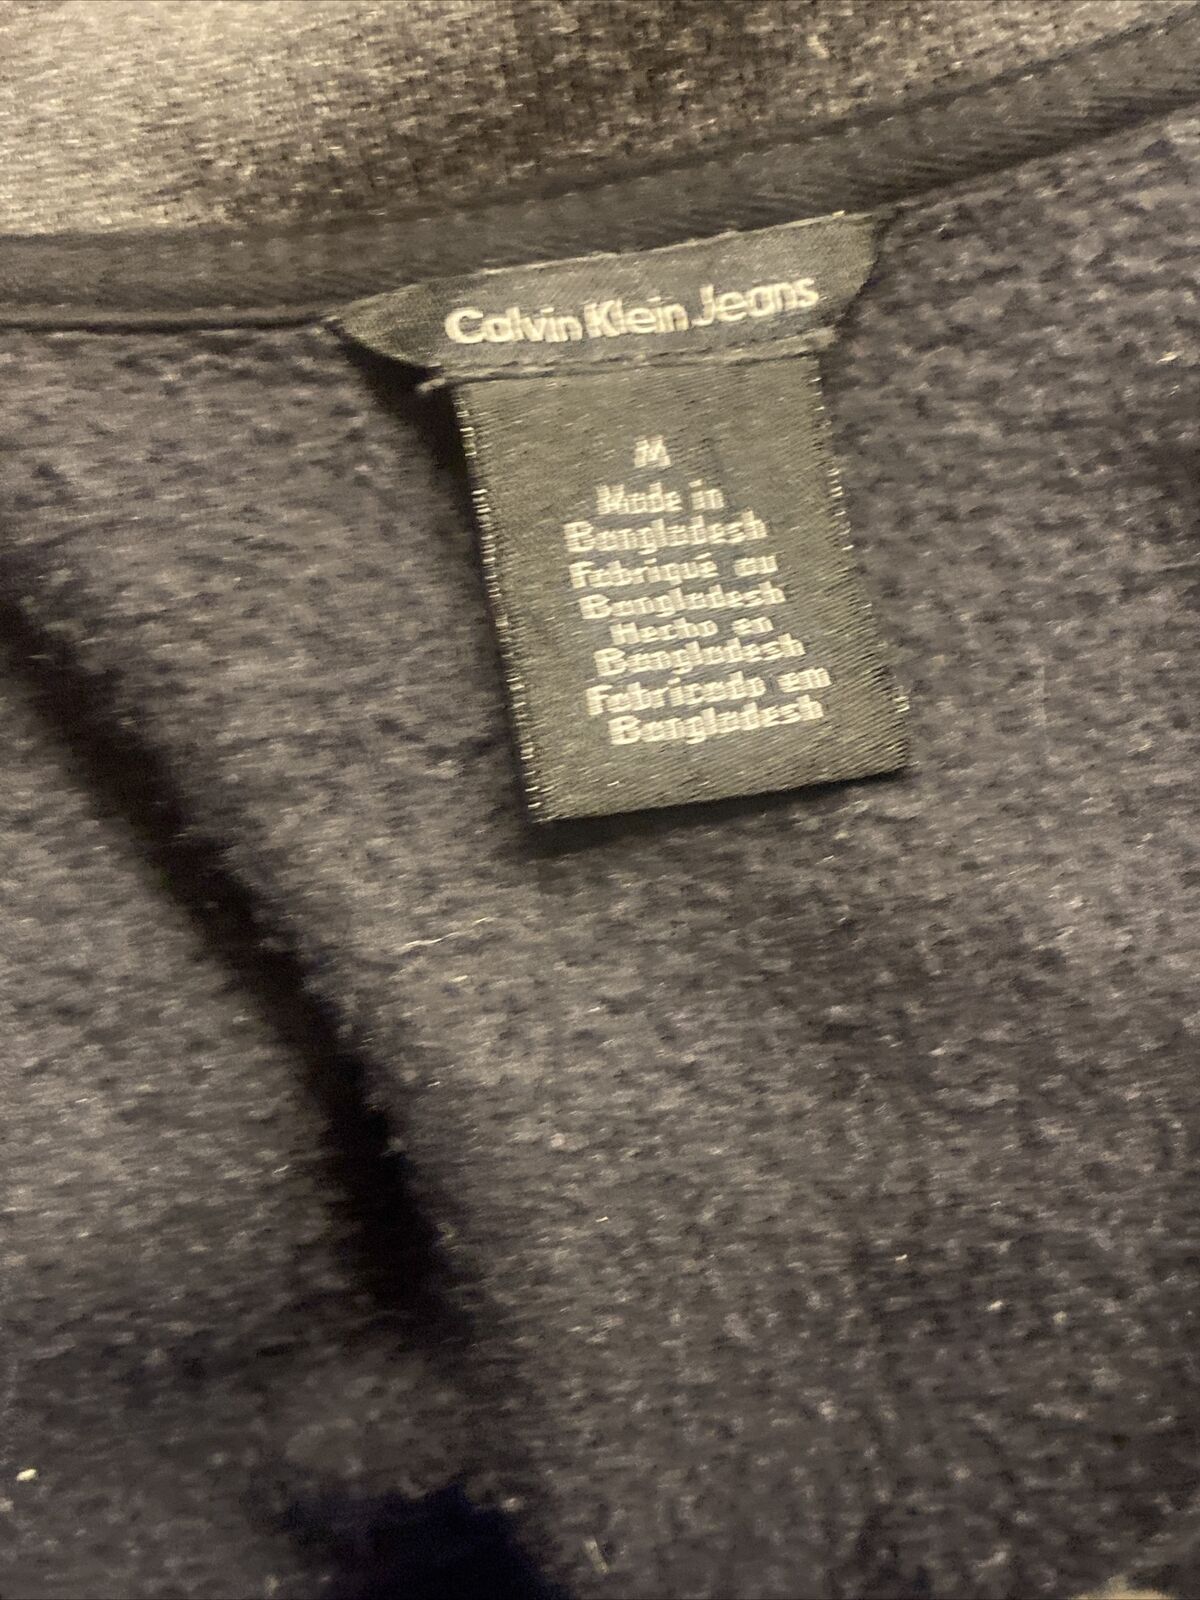 Calvin Klein Jeans
M
Made in
Bangladesh
Fabriqué au
Bangladesh
Hecho en
Bangladesh
Fabricado em
Bangladesh